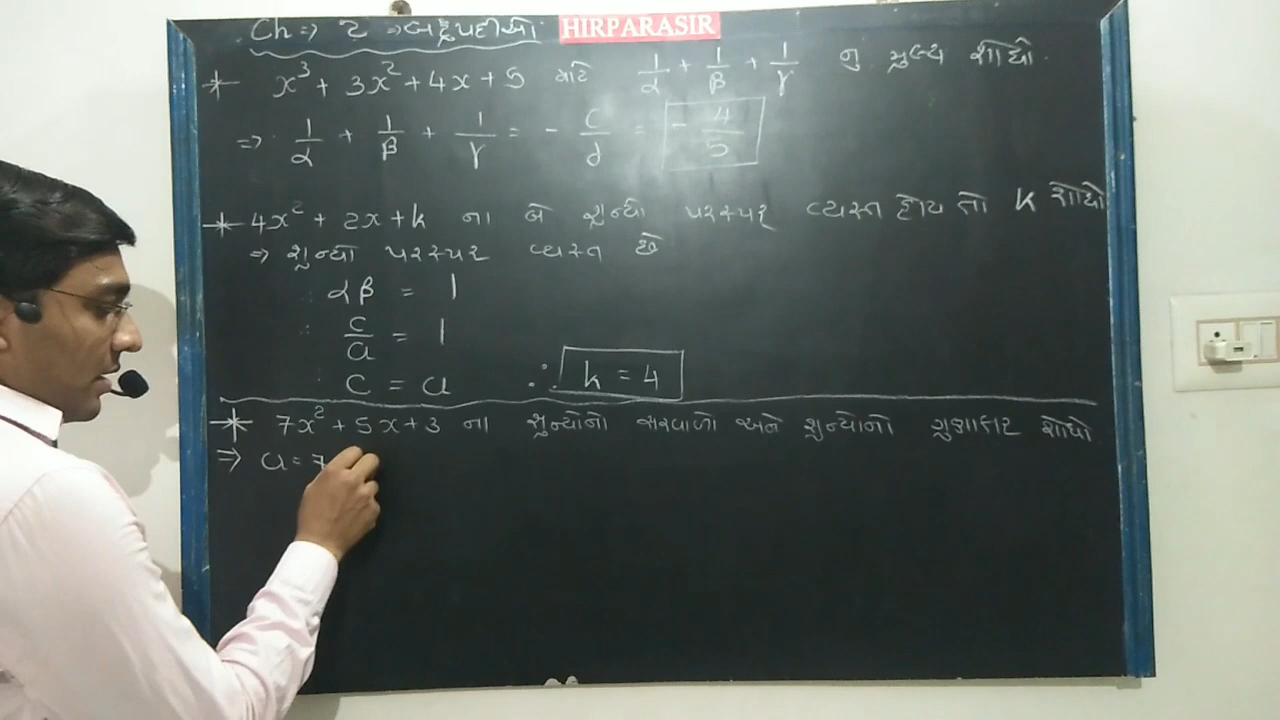 Ch ⇒ 2 ⇒ બહુપદીઓ HIRPARASIR
* x³ + 3x² + 4x + 5 માટે 1/α + 1/β + 1/γ નુ મુલ્ય શોધો.
⇒ 1/α + 1/β + 1/γ = - c/d = - 4/5
* 4x² + 2x + k ના બે શુન્યો પરસ્પર વ્યસ્ત હોય તો K શોધો
⇒ શુન્યો પરસ્પર વ્યસ્ત છે
∴ αβ = 1
∴ c/a = 1
∴ c = a ∴ k = 4
* 7x² + 5x + 3 ના શુન્યોનો સરવાળો અને શુન્યોનો ગુણાકાર શોધો
⇒ a = 7